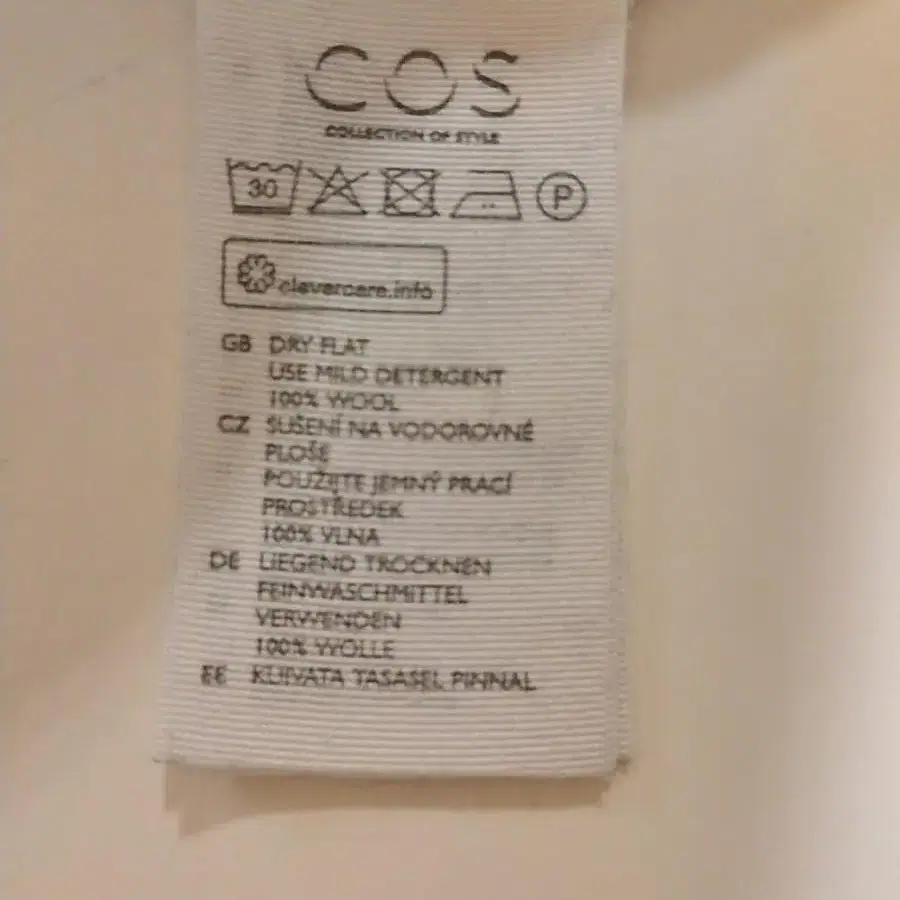 COS
COLLECTION OF STYLE
30 P
clevercare.info
GB DRY FLAT
USE MILD DETERGENT
100% WOOL
CZ SUŠENÍ NA VODOROVNÉ
PLOŠE
POUŽIJTE JEMNÝ PRACÍ
PROSTŘEDEK
100% VLNA
DE LIEGEND TROCKNEN
FEINWASCHMITTEL
VERWENDEN
100% WOLLE
EE KUIVATA TASASEL PINNAL